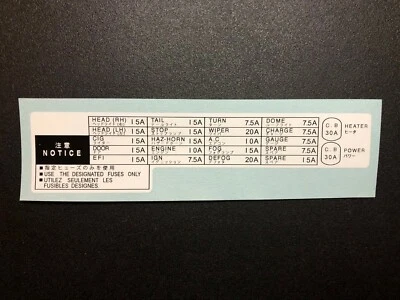 HEAD (RH) 15A TAIL 15A TURN 7.5A DOME 7.5A
HEAD (LH) 15A STOP 15A WIPER 20A CHARGE 7.5A
CIG 15A HAZ-HORN 15A A.C 10A GAUGE 7.5A
DOOR 15A ENGINE 10A FOG 15A SPARE 7.5A
EFI 15A IGN 7.5A DEFOG 20A SPARE 15A
C.B 30A HEATER
ヒータ
C.B 30A POWER
パワー
注意
NOTICE
■指定ヒューズのみを使用
■USE THE DESIGNATED FUSES ONLY
■UTILEZ SEULEMENT LES
FUSIBLES DESIGNES.